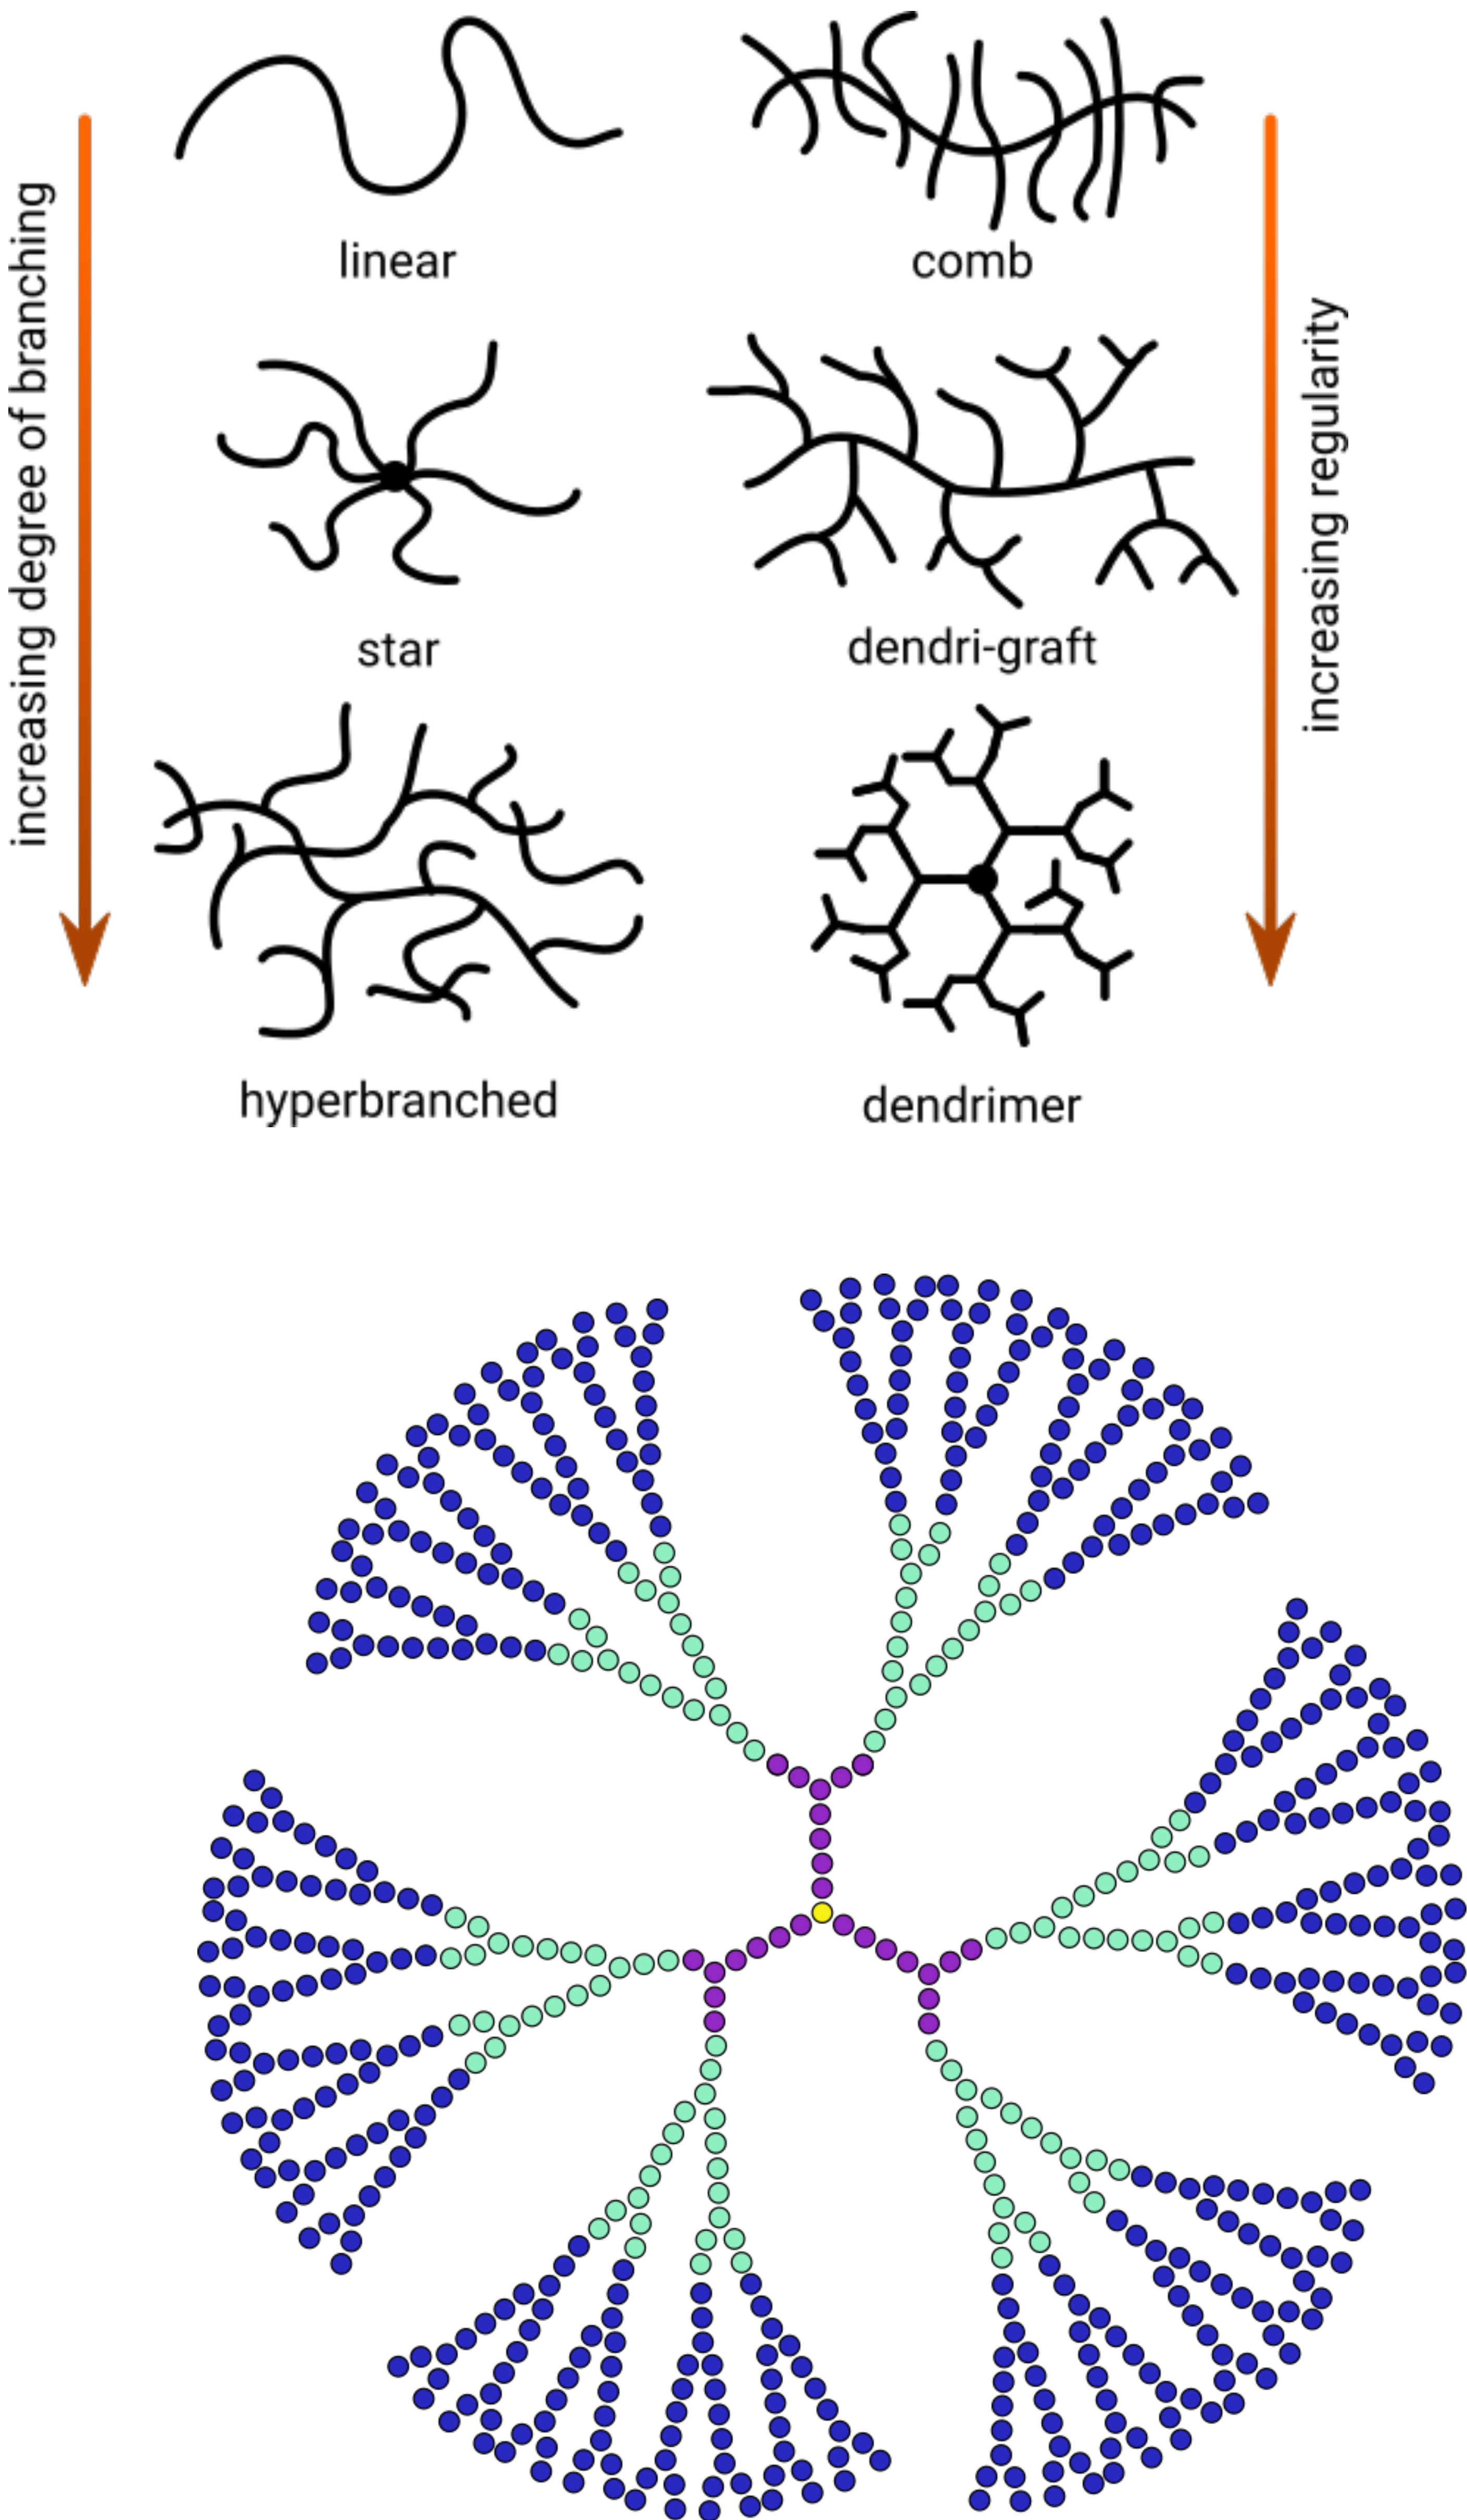 increasing degree of branching
linear
comb
increasing regularity
star
dendri-graft
hyperbranched
dendrimer